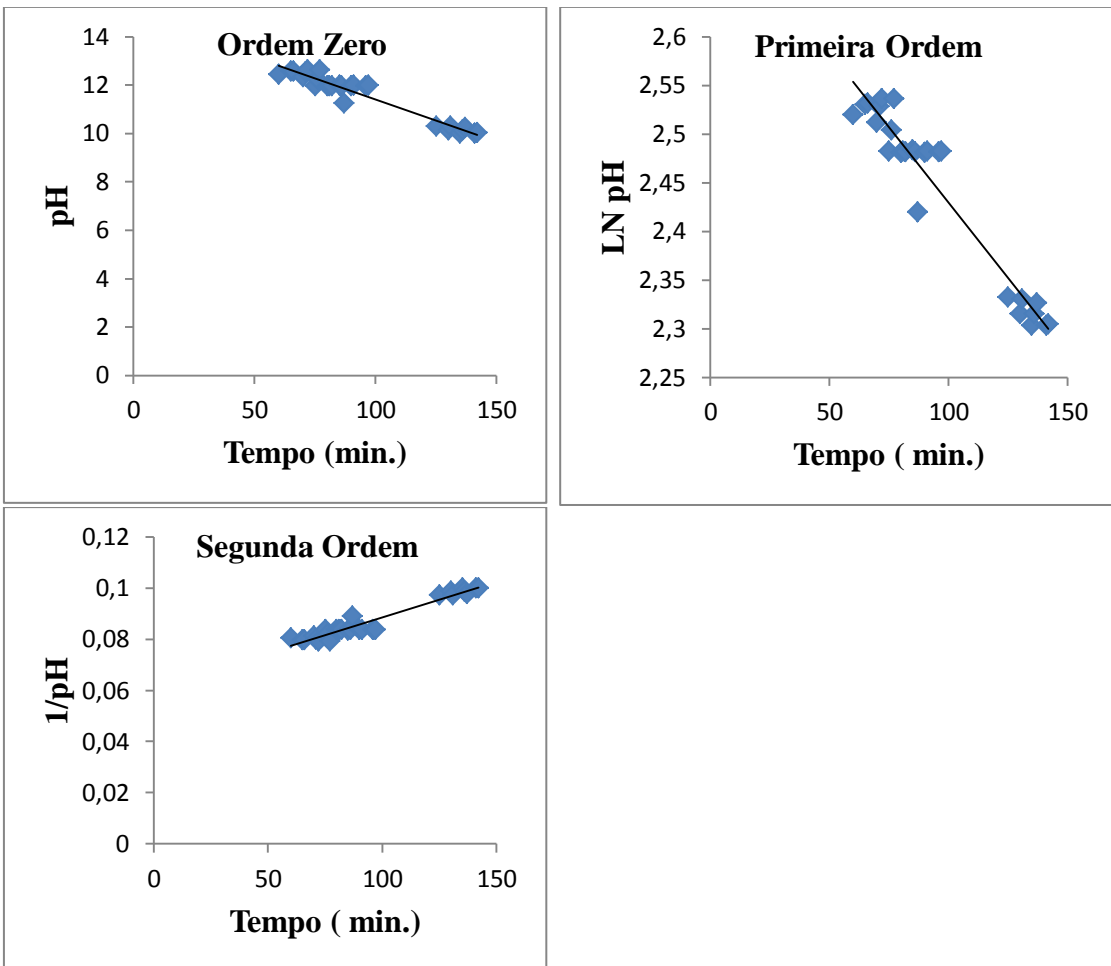 Ordem Zero
14
12
10
8
6
4
2
0
pH
0 50 100 150
Tempo (min.)
Primeira Ordem
2,6
2,55
2,5
2,45
2,4
2,35
2,3
2,25
LN pH
0 50 100 150
Tempo ( min.)
Segunda Ordem
0,12
0,1
0,08
0,06
0,04
0,02
0
1/pH
0 50 100 150
Tempo ( min.)